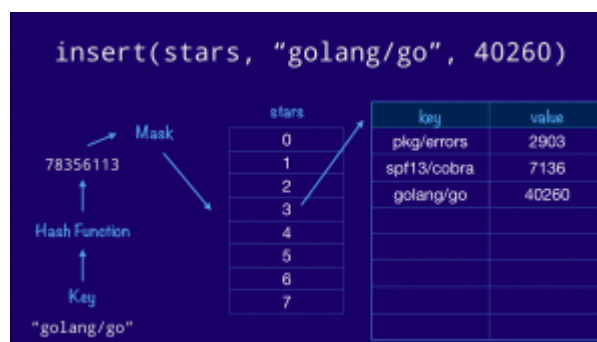 insert(stars, “golang/go”, 40260)
stars
0
1
2
3
4
5
6
7
Mask
78356113
Hash Function
Key
"golang/go"
key value
pkg/errors 2903
spf13/cobra 7136
golang/go 40260